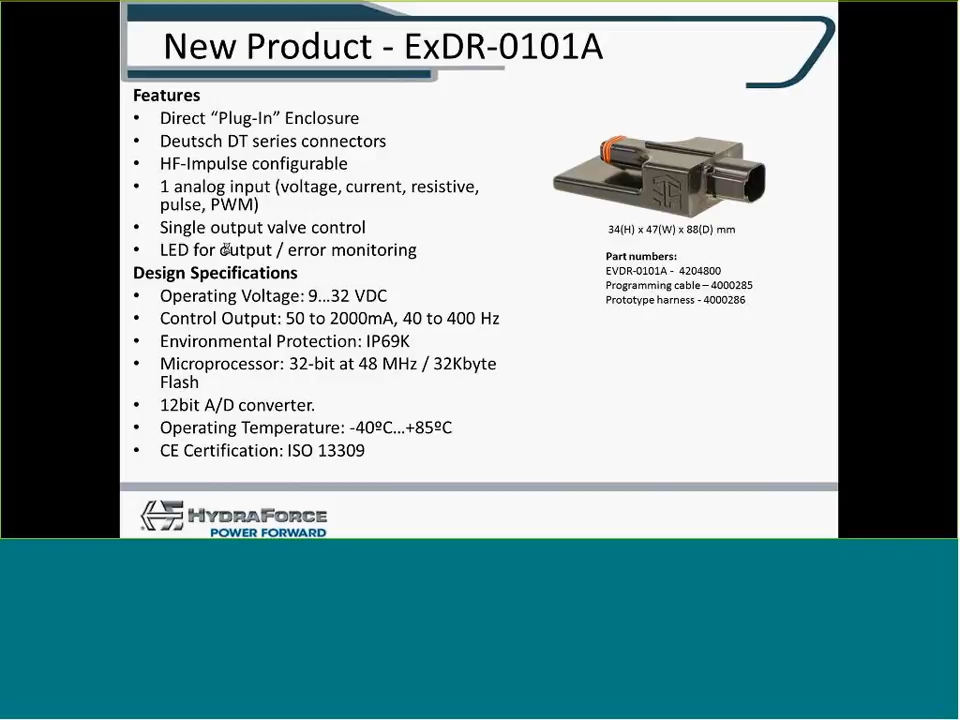 New Product - ExDR-0101A
Features
• Direct “Plug-In” Enclosure
• Deutsch DT series connectors
• HF-Impulse configurable
• 1 analog input (voltage, current, resistive,
pulse, PWM)
• Single output valve control
• LED for output / error monitoring
Design Specifications
• Operating Voltage: 9…32 VDC
• Control Output: 50 to 2000mA, 40 to 400 Hz
• Environmental Protection: IP69K
• Microprocessor: 32-bit at 48 MHz / 32Kbyte
Flash
• 12bit A/D converter.
• Operating Temperature: -40ºC…+85ºC
• CE Certification: ISO 13309
34(H) x 47(W) x 88(D) mm
Part numbers:
EVDR-0101A - 4204800
Programming cable – 4000285
Prototype harness - 4000286
HYDRAFORCE
POWER FORWARD